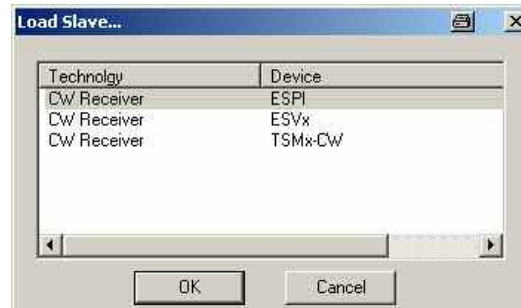 Load Slave...
Technolgy Device
CW Receiver ESPI
CW Receiver ESVx
CW Receiver TSMx-CW
OK Cancel